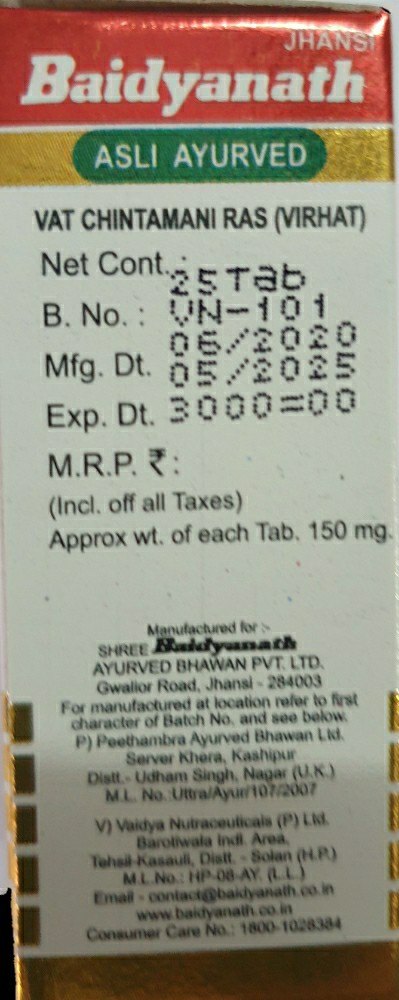 JHANSI
Baidyanath
ASLI AYURVED
VAT CHINTAMANI RAS (VIRHAT)
Net Cont. : 25Tab
B. No. : VN-101
Mfg. Dt. 06/2020
Exp. Dt. 05/2025
M.R.P. ₹ : 3000=00
(Incl. off all Taxes)
Approx wt. of each Tab. 150 mg.
Manufactured for :-
SHREE Baidyanath
AYURVED BHAWAN PVT. LTD.
Gwalior Road, Jhansi - 284003
For manufactured at location refer to first
character of Batch No. and see below.
P) Peethambra Ayurved Bhawan Ltd.
Server Khera, Kashipur
Distt.- Udham Singh, Nagar (U.K.)
M.L. No. Uttra/Ayur/107/2007
V) Vaidya Nutraceuticals (P) Ltd.
Barotiwala Indl. Area,
Tehsil-Kasauli, Distt. - Solan (H.P.)
M.L.No.: HP-08-AY. (L.L.)
Email - contact@baidyanath.co.in
www.baidyanath.co.in
Consumer Care No.: 1800-1028384